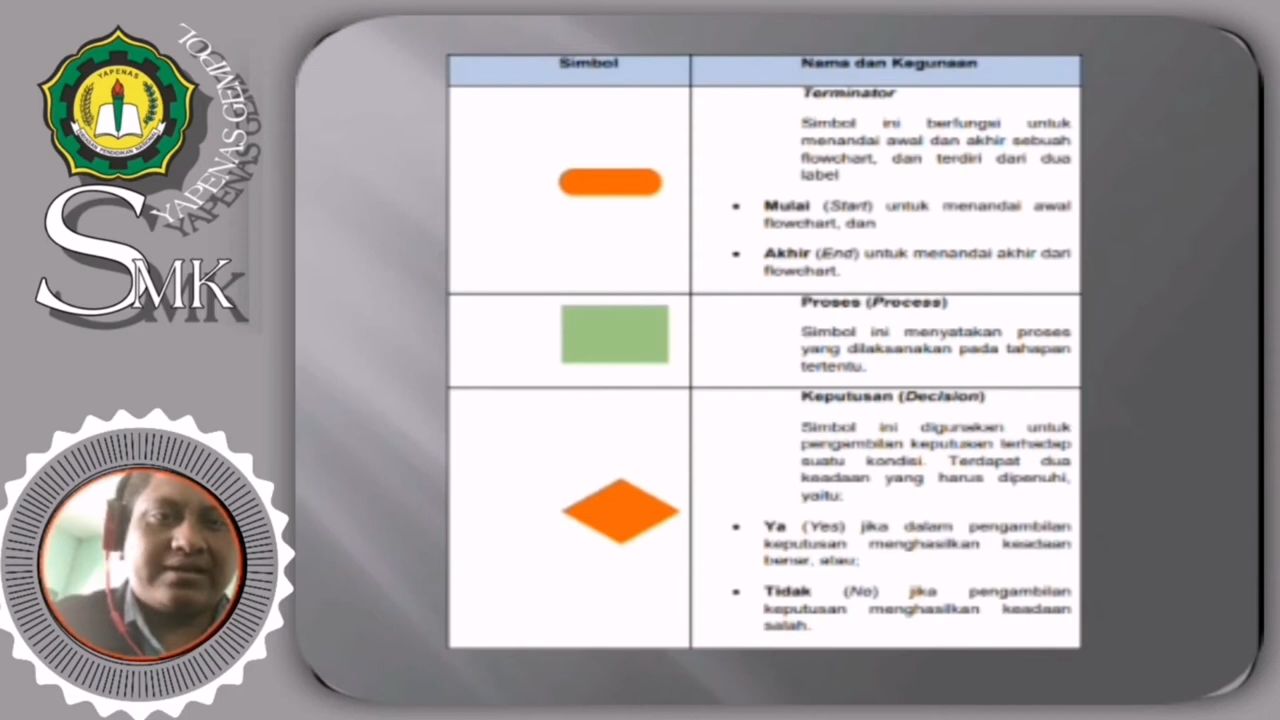 YAPENAS
YAPENAS GEMPOL
SMK
Simbol
Nama dan Kegunaan
Terminator
Simbol ini berfungsi untuk
menandai awal dan akhir sebuah
flowchart, dan terdiri dari dua
label
• Mulai (Start) untuk menandai awal
flowchart, dan
• Akhir (End) untuk menandai akhir dari
flowchart.
Proses (Process)
Simbol ini menyatakan proses
yang dilaksanakan pada tahapan
tertentu.
Keputusan (Decision)
Simbol ini digunakan untuk
pengambilan keputusan terhadap
suatu kondisi. Terdapat dua
keadaan yang harus dipenuhi,
yaitu:
• Ya (Yes) jika dalam pengambilan
keputusan menghasilkan keadaan
benar, atau;
• Tidak (No) jika pengambilan
keputusan menghasilkan keadaan
salah.